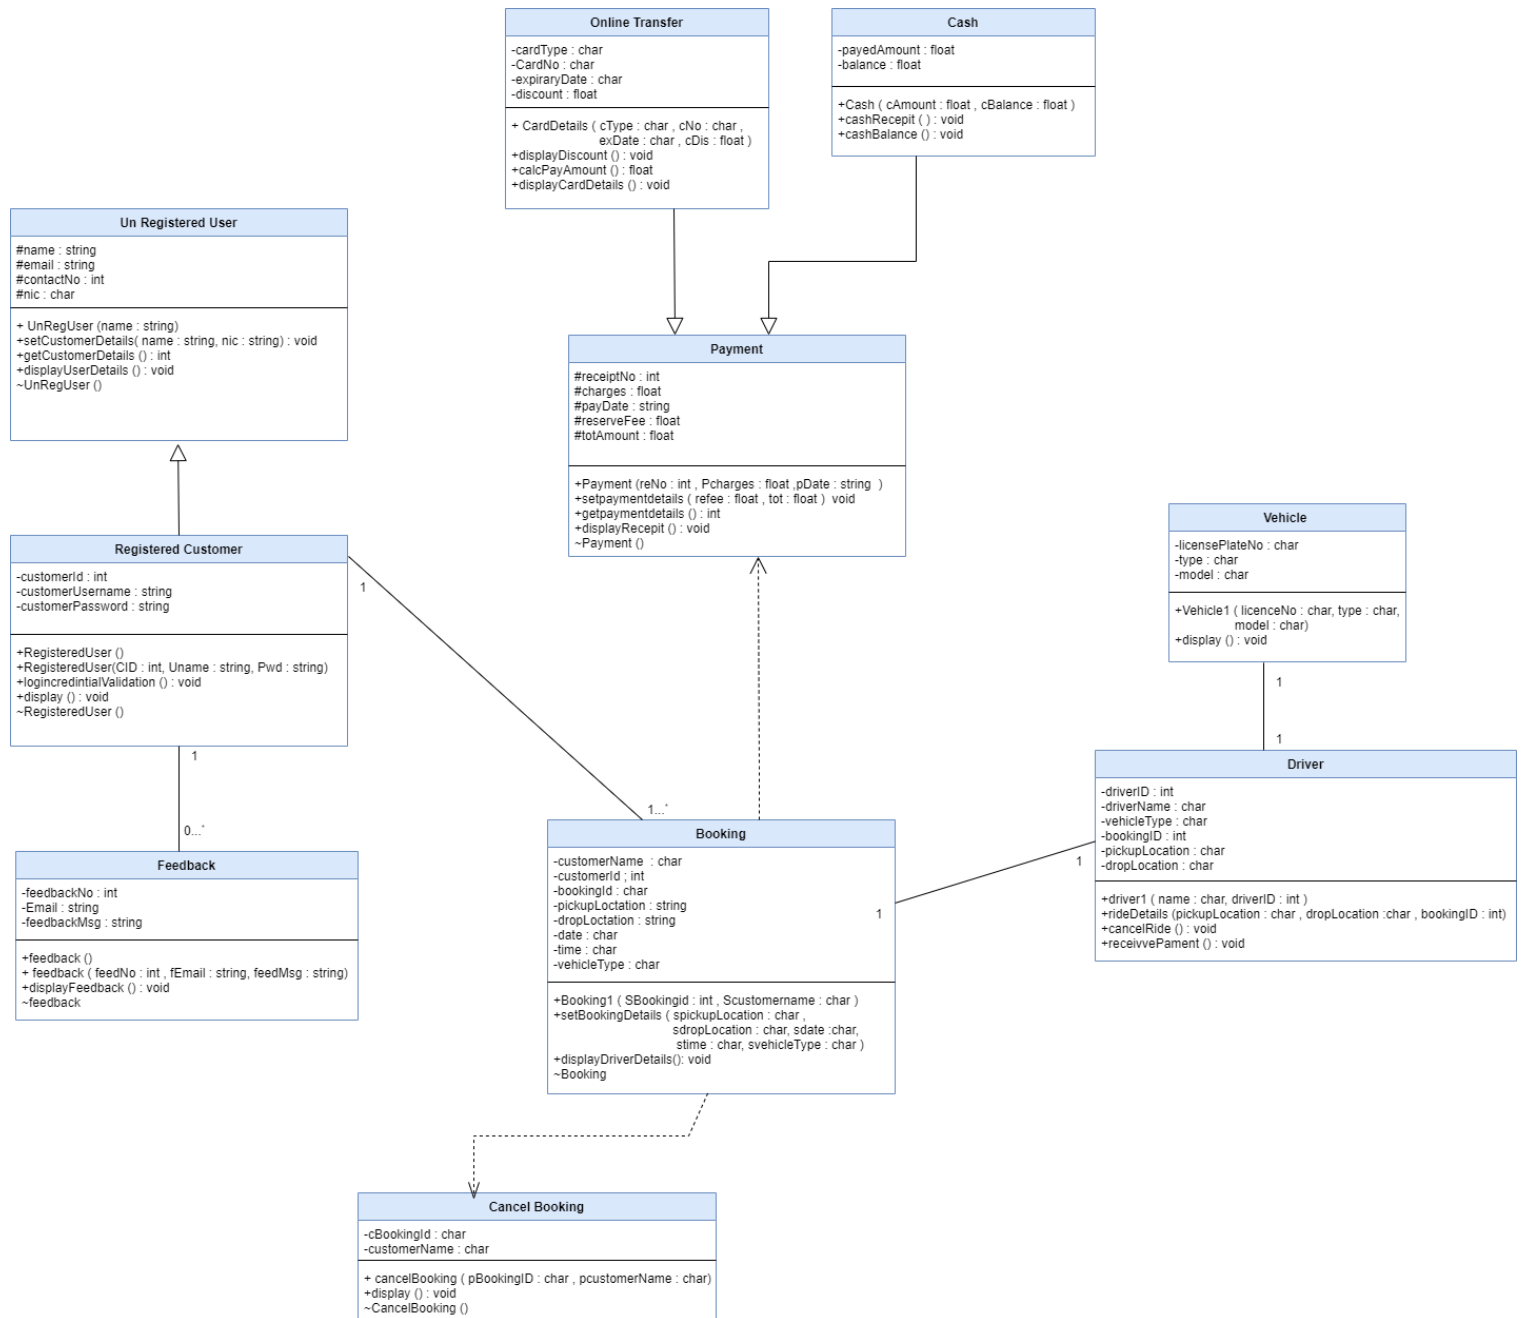 Online Transfer
-cardType : char
-CardNo : char
-expiraryDate : char
-discount : float
+ CardDetails ( cType : char , cNo : char ,
exDate : char , cDis : float )
+displayDiscount () : void
+calcPayAmount () : float
+displayCardDetails () : void
Cash
-payedAmount : float
-balance : float
+Cash ( cAmount : float , cBalance : float )
+cashRecepit ( ) : void
+cashBalance () : void
Un Registered User
#name : string
#email : string
#contactNo : int
#nic : char
+ UnRegUser (name : string)
+setCustomerDetails( name : string, nic : string) : void
+getCustomerDetails () : int
+displayUserDetails () : void
~UnRegUser ()
Payment
#receiptNo : int
#charges : float
#payDate : string
#reserveFee : float
#totAmount : float
+Payment (reNo : int , Pcharges : float ,pDate : string  )
+setpaymentdetails ( refee : float , tot : float )  void
+getpaymentdetails () : int
+displayRecepit () : void
~Payment ()
Vehicle
-licensePlateNo : char
-type : char
-model : char
+Vehicle1 ( licenceNo : char, type : char,
model : char)
+display () : void
1
1
Registered Customer
-customerId : int
-customerUsername : string
-customerPassword : string
+RegisteredUser ()
+RegisteredUser(CID : int, Uname : string, Pwd : string)
+logincredintialValidation () : void
+display () : void
~RegisteredUser ()
1
1...*
1
0...*
Feedback
-feedbackNo : int
-Email : string
-feedbackMsg : string
+feedback ()
+ feedback ( feedNo : int , fEmail : string, feedMsg : string)
+displayFeedback () : void
~feedback
Booking
-customerName  : char
-customerId ; int
-bookingId : char
-pickupLoctation : string
-dropLoctation : string
-date : char
-time : char
-vehicleType : char
+Booking1 ( SBookingid : int , Scustomername : char )
+setBookingDetails ( spickupLocation : char ,
sdropLocation : char, sdate :char,
stime : char, svehicleType : char )
+displayDriverDetails(): void
~Booking
1
1
Driver
-driverID : int
-driverName : char
-vehicleType : char
-bookingID : int
-pickupLocation : char
-dropLocation : char
+driver1 ( name : char, driverID : int )
+rideDetails (pickupLocation : char , dropLocation :char , bookingID : int)
+cancelRide () : void
+receivvePament () : void
Cancel Booking
-cBookingId : char
-customerName : char
+ cancelBooking ( pBookingID : char , pcustomerName : char)
+display () : void
~CancelBooking ()